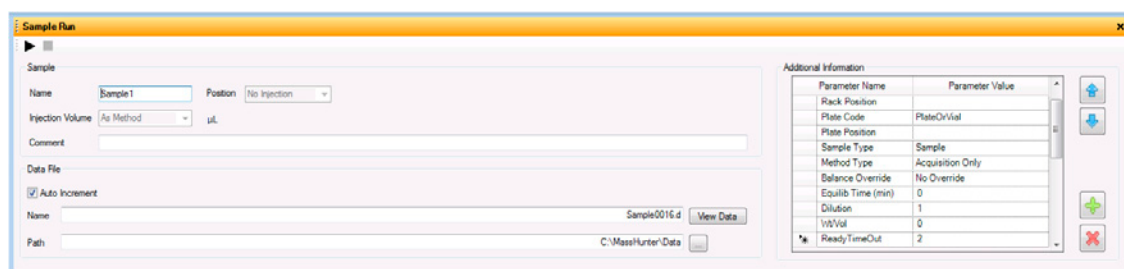 Sample Run
Sample
Name Sample1 Position No Injection
Injection Volume As Method µL
Comment
Data File
Auto Increment
Name Sample0016.d View Data
Path C:\MassHunter\Data ...
Additional Information
Parameter Name Parameter Value
Rack Position
Plate Code PlateOrVial
Plate Position
Sample Type Sample
Method Type Acquisition Only
Balance Override No Override
Equilib Time (min) 0
Dilution 1
Wt/Vol 0
ReadyTimeOut 2